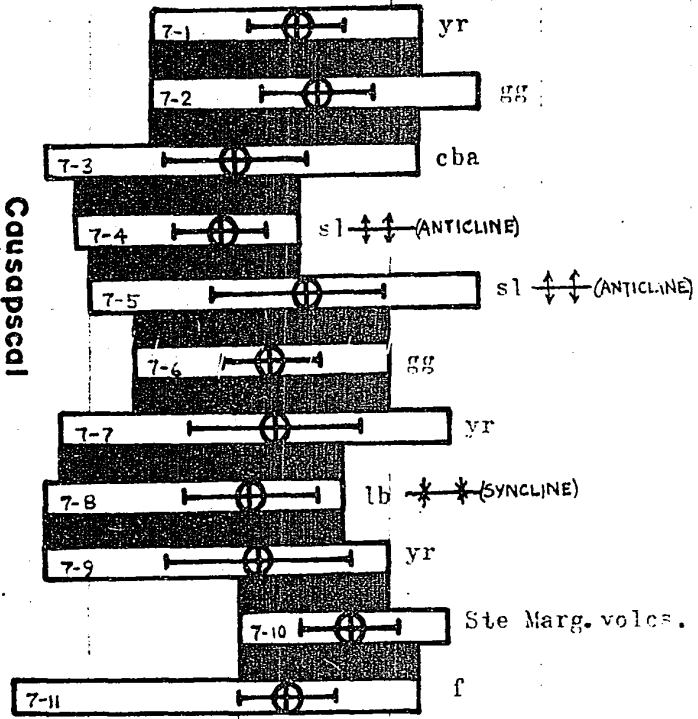 7-1 yr
7-2 gg
7-3 cba
7-4 sl (ANTICLINE)
7-5 sl (ANTICLINE)
7-6 gg
7-7 yr
7-8 lb (SYNCLINE)
7-9 yr
7-10 Ste Marg. volcs.
7-11 f
Causapscal